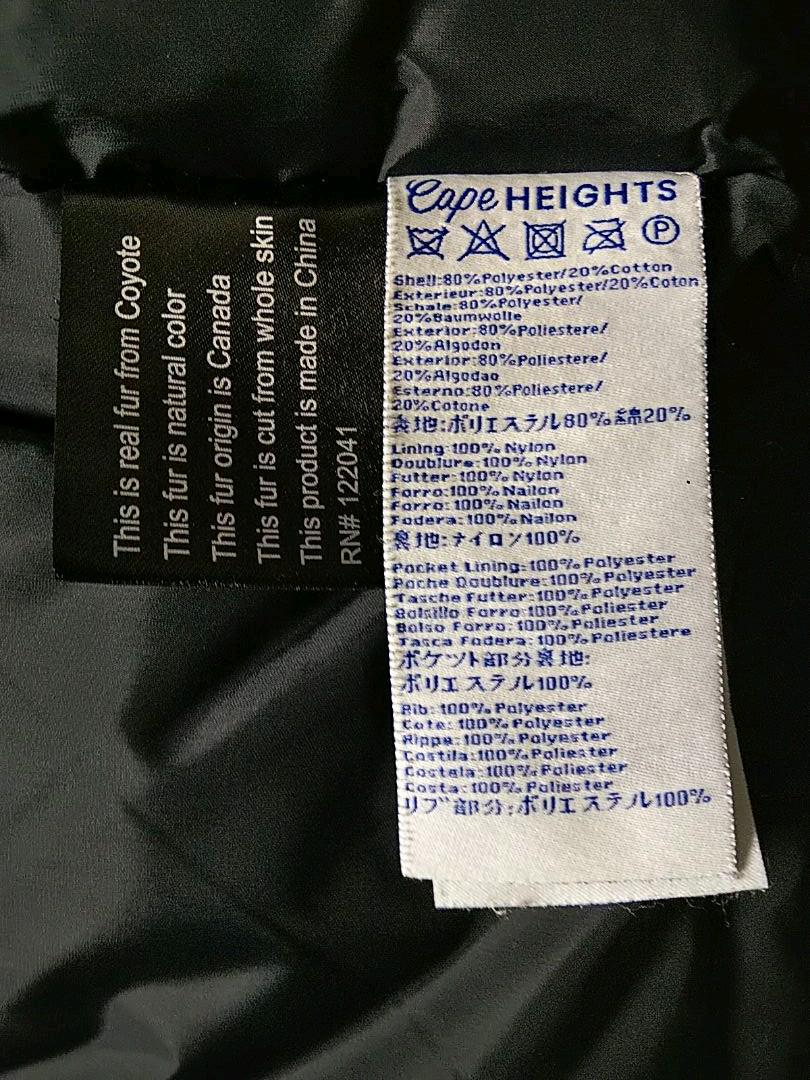 This is real fur from Coyote
This fur is natural color
This fur origin is Canada
This fur is cut from whole skin
This product is made in China
RN# 122041
Cape HEIGHTS
P
Shell:80%Polyester/20%Cotton
Exterieur:80%Polyester/20%Coton
Schale:80%Polyester/
20%Baumwolle
Exterior:80%Poliestere/
20%Algodon
Exterior:80%Poliestere/
20%Algodao
Esterno:80%Poliestere/
20%Cotone
表地:ポリエステル80%綿20%
Lining:100%Nylon
Doublure:100%Nylon
Futter:100%Nylon
Forro:100%Nailon
Forro:100%Nailon
Fodera:100%Nailon
裏地:ナイロン100%
Pocket Lining:100%Polyester
Poche Doublure:100%Polyester
Tasche Futter:100%Polyester
Bolsillo Forro:100%Poliester
Bolso Forro:100%Poliester
Tasca Fodera:100%Poliestere
ポケット部分裏地:
ポリエステル100%
Rib:100%Polyester
Cote:100%Polyester
Rippe:100%Polyester
Costila:100%Poliester
Costela:100%Poliester
Costa:100%Poliester
リブ部分:ポリエステル100%